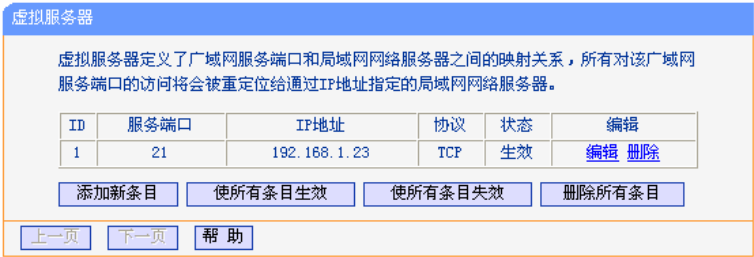 虚拟服务器
虚拟服务器定义了广域网服务端口和局域网网络服务器之间的映射关系，所有对该广域网
服务端口的访问将会被重定位给通过IP地址指定的局域网网络服务器。
ID 服务端口 IP地址 协议 状态 编辑
1 21 192.168.1.23 TCP 生效 编辑 删除
添加新条目 使所有条目生效 使所有条目失效 删除所有条目
上一页 下一页 帮 助